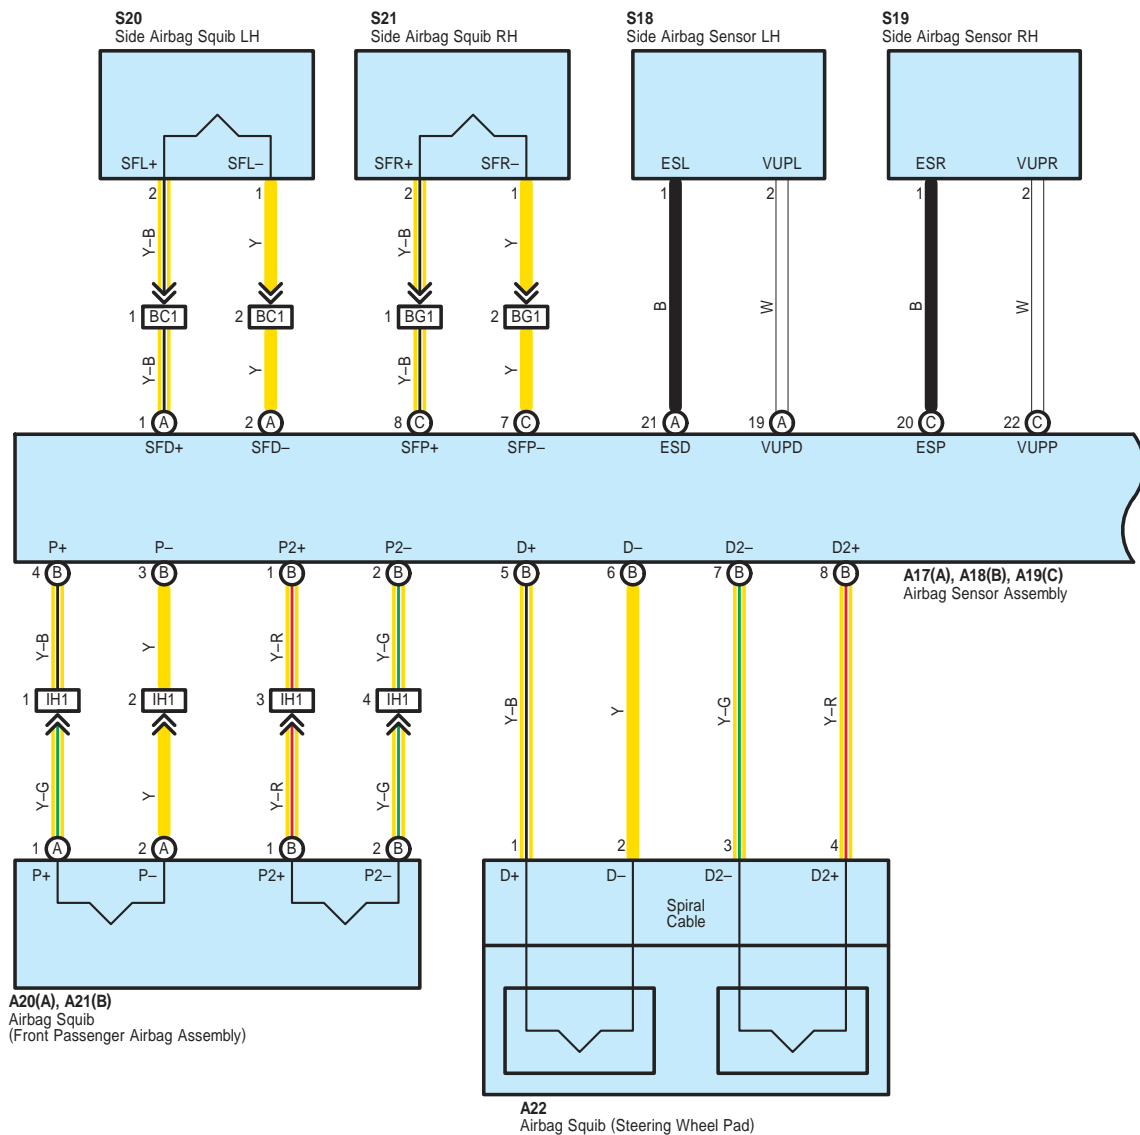 S20 S21 S18 S19
Side Airbag Squib LH Side Airbag Squib RH Side Airbag Sensor LH Side Airbag Sensor RH
SFL+ SFL– SFR+ SFR– ESL VUPL ESR VUPR
2 1 2 1 1 2 1 2
Y–B Y Y–B Y B W B W
1 BC1 2 BC1 1 BG1 2 BG1
Y–B Y Y–B Y
1 A 2 A 8 C 7 C 21 A 19 A 20 C 22 C
SFD+ SFD– SFP+ SFP– ESD VUPD ESP VUPP
P+ P– P2+ P2– D+ D– D2– D2+
4 B 3 B 1 B 2 B 5 B 6 B 7 B 8 B
A17(A), A18(B), A19(C)
Airbag Sensor Assembly
Y–B Y Y–R Y–G
1 IH1 2 IH1 3 IH1 4 IH1
Y–B Y Y–G Y–R
Y–G Y Y–R Y–G
1 A 2 A 1 B 2 B 1 2 3 4
P+ P– P2+ P2– D+ D– D2– D2+
Spiral
Cable
A20(A), A21(B)
Airbag Squib
(Front Passenger Airbag Assembly)
A22
Airbag Squib (Steering Wheel Pad)